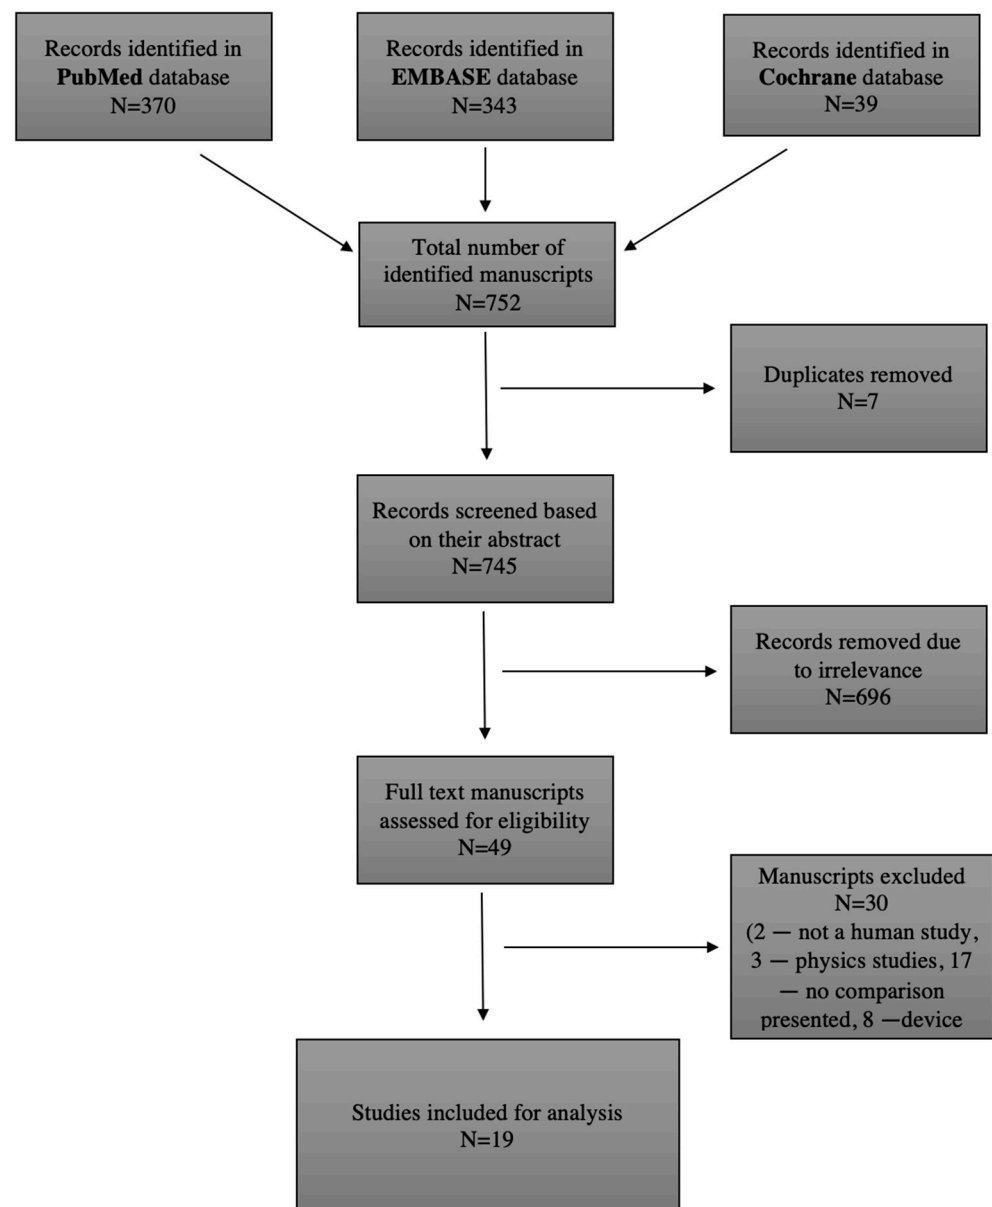 Records identified in
PubMed database
N=370
Records identified in
EMBASE database
N=343
Records identified in
Cochrane database
N=39
Total number of
identified manuscripts
N=752
Duplicates removed
N=7
Records screened based
on their abstract
N=745
Records removed due
to irrelevance
N=696
Full text manuscripts
assessed for eligibility
N=49
Manuscripts excluded
N=30
(2 — not a human study,
3 — physics studies, 17
— no comparison
presented, 8 —device
Studies included for analysis
N=19